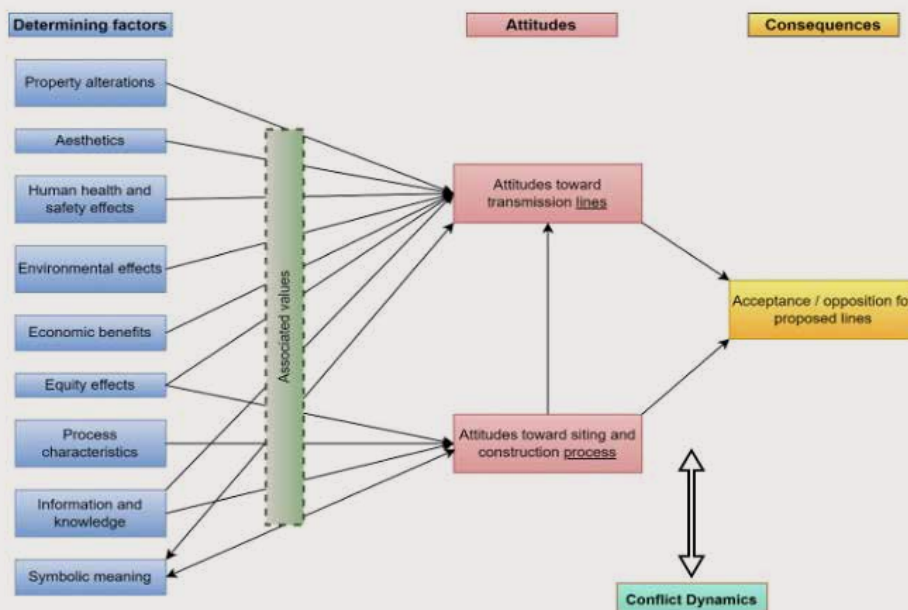 Determining factors
Attitudes
Consequences
Property alterations
Aesthetics
Human health and
safety effects
Environmental effects
Economic benefits
Equity effects
Process
characteristics
Information and
knowledge
Symbolic meaning
Associated values
Attitudes toward
transmission lines
Attitudes toward siting and
construction process
Acceptance / opposition fo
proposed lines
Conflict Dynamics